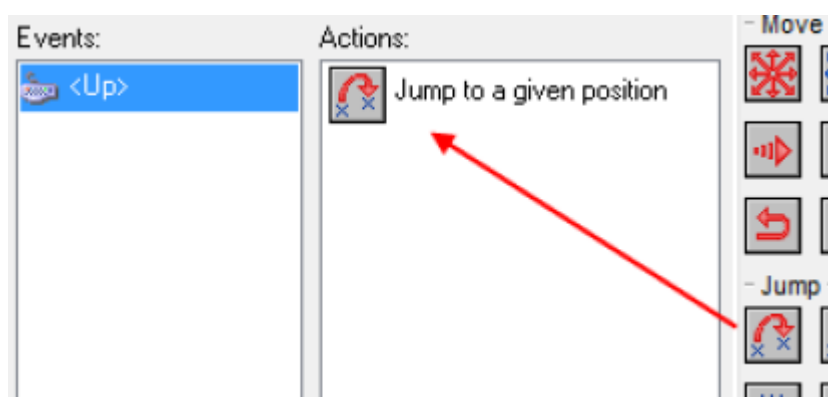 Events:
Actions:
Move
<Up>
Jump to a given position
Jump